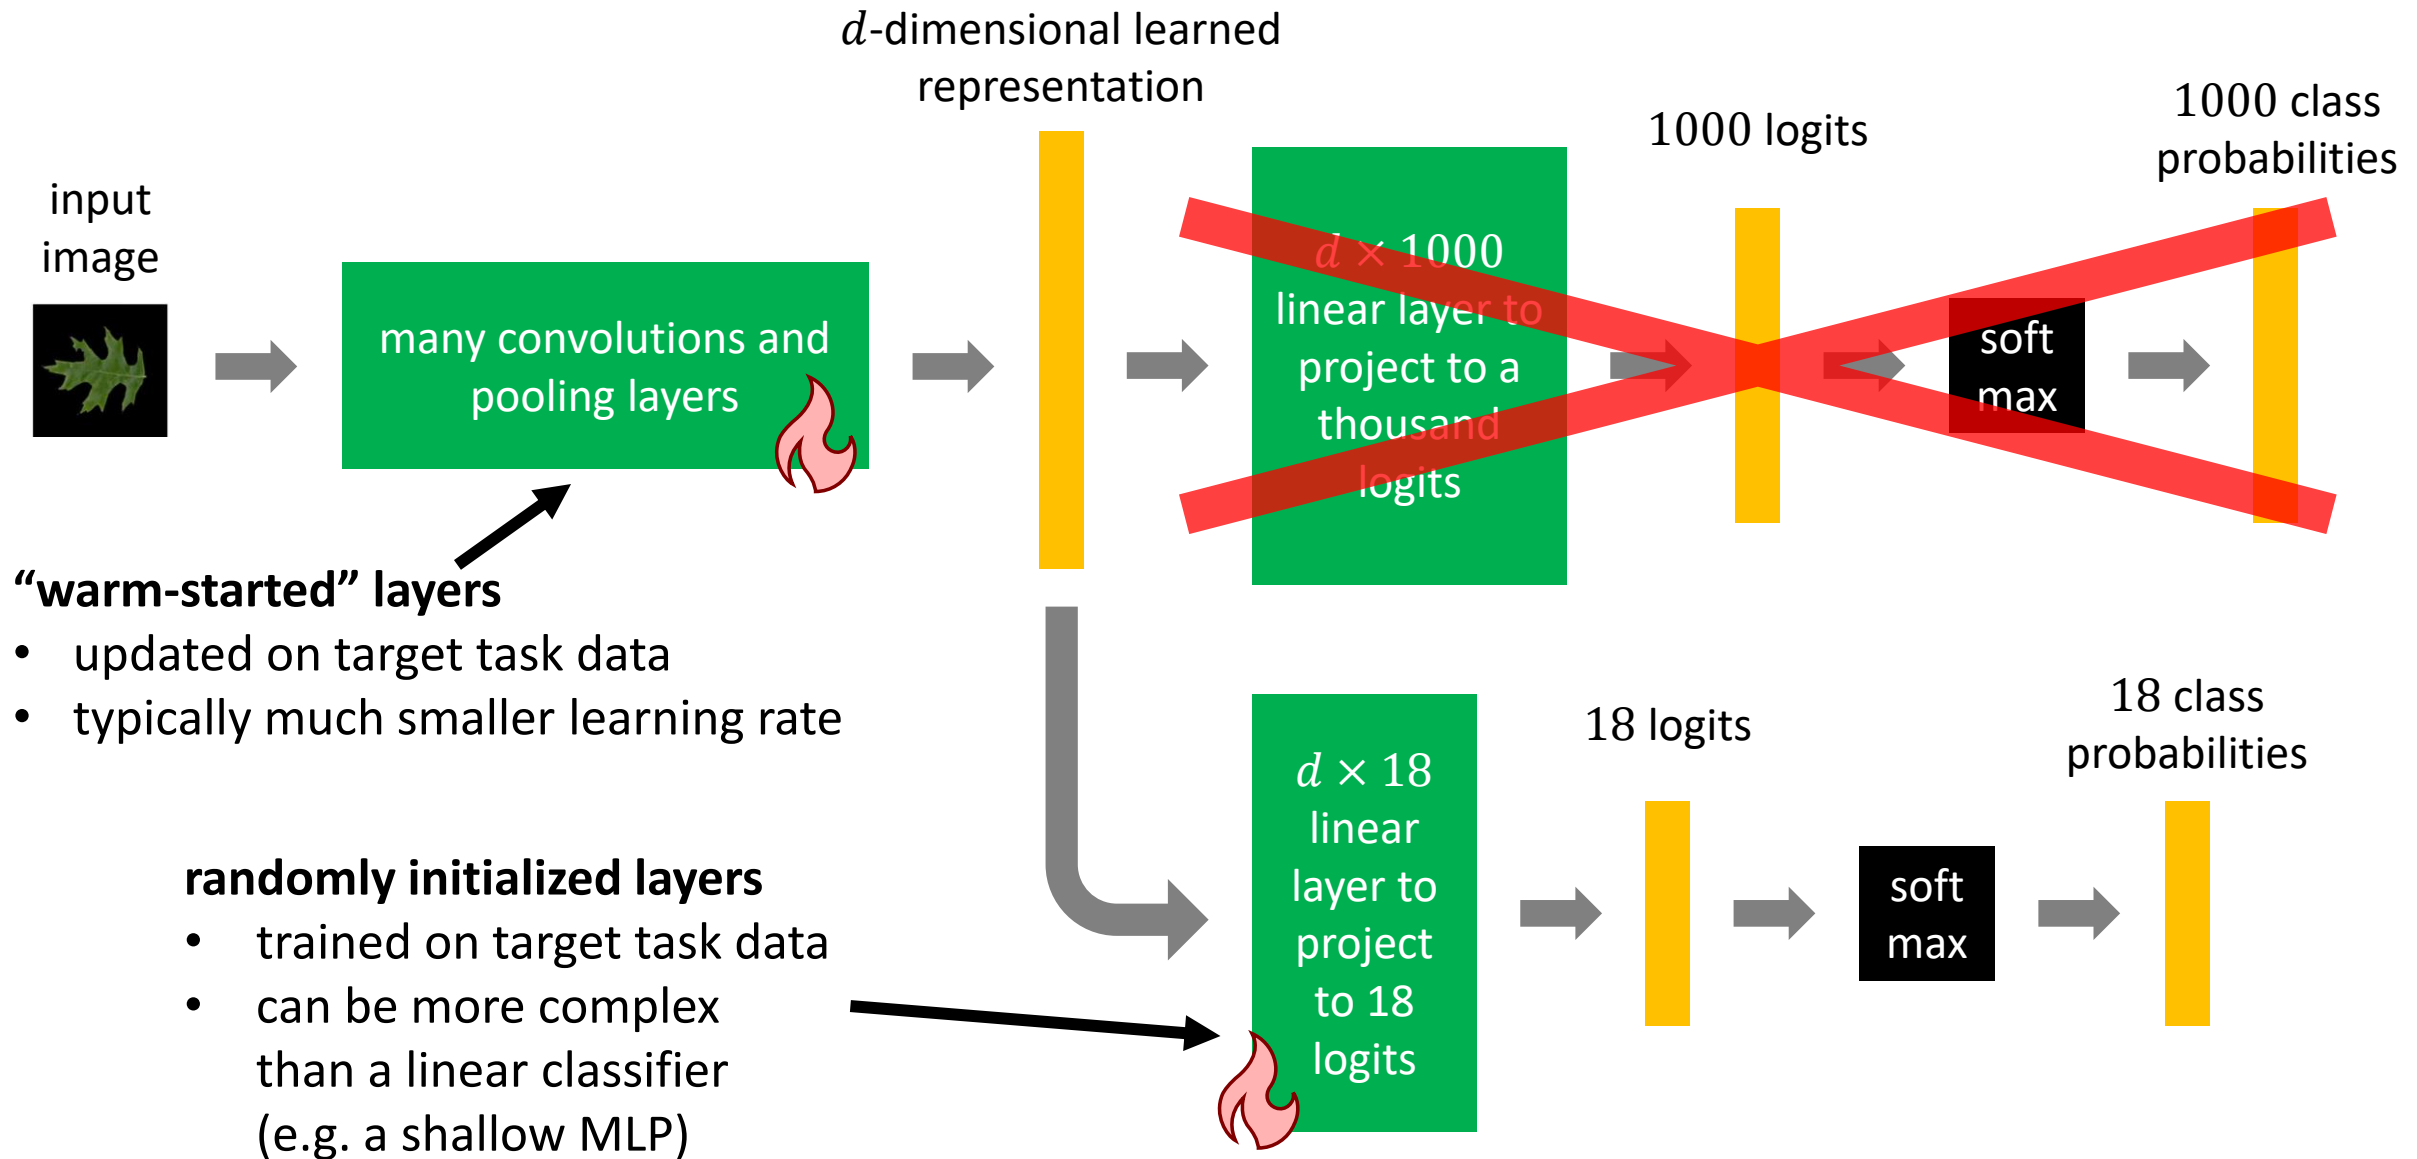 d-dimensional learned
representation
1000 logits
1000 class
probabilities
input
image
many convolutions and
pooling layers
d × 1000
linear layer to
project to a
thousand
logits
soft
max
“warm-started” layers
• updated on target task data
• typically much smaller learning rate
18 logits
18 class
probabilities
d × 18
linear
layer to
project
to 18
logits
soft
max
randomly initialized layers
• trained on target task data
• can be more complex
than a linear classifier
(e.g. a shallow MLP)